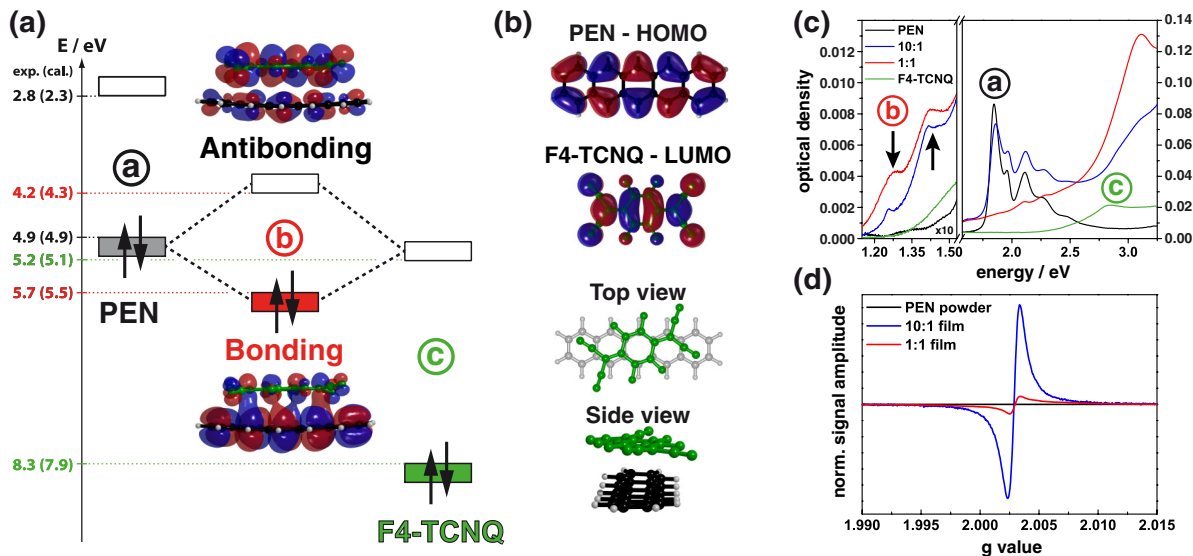 (a)
E / eV
exp. (cal.)
2.8 (2.3)
Antibonding
a
4.2 (4.3)
4.9 (4.9)
b
5.2 (5.1)
5.7 (5.5)
PEN
Bonding
c
8.3 (7.9)
F4-TCNQ
(b)
PEN - HOMO
F4-TCNQ - LUMO
Top view
Side view
(c)
PEN
10:1
1:1
F4-TCNQ
a
b
c
x10
optical density
0.012
0.010
0.008
0.006
0.004
0.002
0.000
0.14
0.12
0.10
0.08
0.06
0.04
0.02
0.00
1.20 1.35 1.50 2.0 2.5 3.0
energy / eV
(d)
PEN powder
10:1 film
1:1 film
norm. signal amplitude
1.990 1.995 2.000 2.005 2.010 2.015
g value